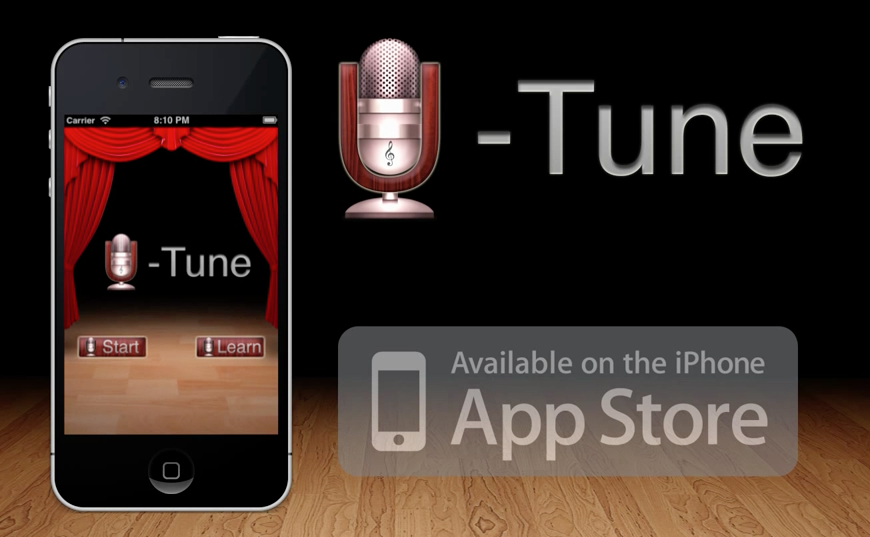 Carrier 8:10 PM
-Tune
Start Learn
-Tune
Available on the iPhone
App Store